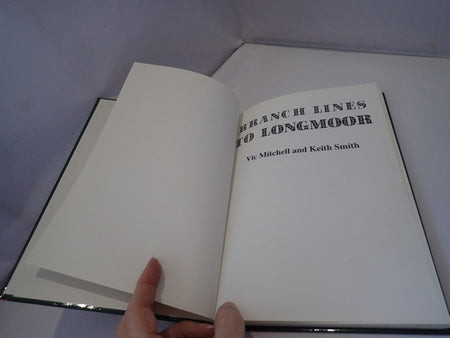 BRANCH LINES
TO LONGMOOR
Vic Mitchell and Keith Smith